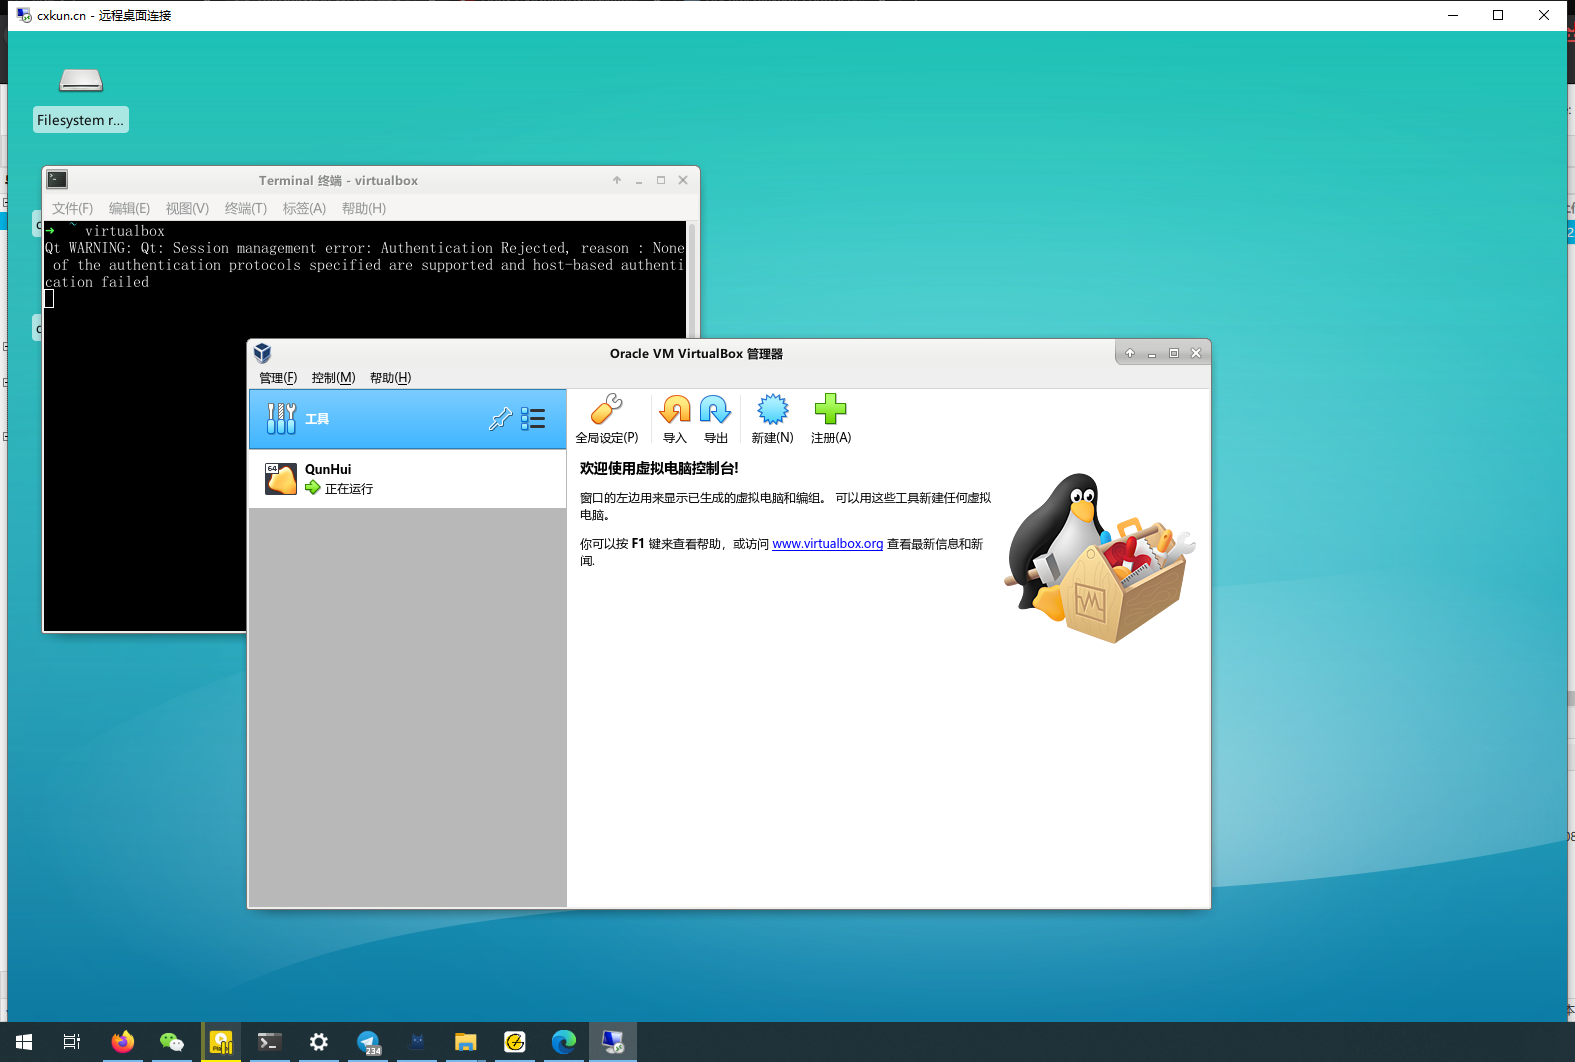 cxkun.cn - 远程桌面连接
Filesystem r...
Terminal 终端 - virtualbox
文件(F) 编辑(E) 视图(V) 终端(T) 标签(A) 帮助(H)
➜ ~ virtualbox
Qt WARNING: Qt: Session management error: Authentication Rejected, reason : None
of the authentication protocols specified are supported and host-based authenti
cation failed
Oracle VM VirtualBox 管理器
管理(F) 控制(M) 帮助(H)
工具
全局设定(P) 导入 导出 新建(N) 注册(A)
64
QunHui
正在运行
欢迎使用虚拟电脑控制台!
窗口的左边用来显示已生成的虚拟电脑和编组。 可以用这些工具新建任何虚拟
电脑。
你可以按 F1 键来查看帮助，或访问 www.virtualbox.org 查看最新信息和新
闻.
234